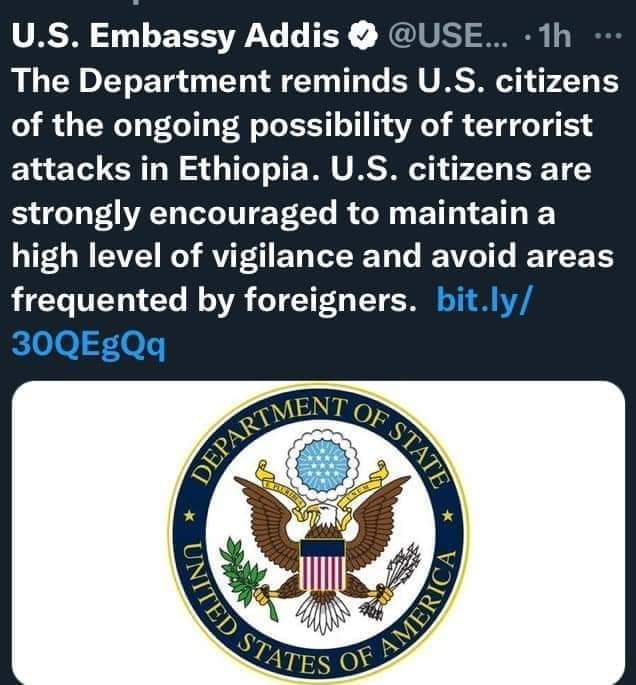 U.S. Embassy Addis @USE... · 1h ...
The Department reminds U.S. citizens
of the ongoing possibility of terrorist
attacks in Ethiopia. U.S. citizens are
strongly encouraged to maintain a
high level of vigilance and avoid areas
frequented by foreigners. bit.ly/
30QEgQq
DEPARTMENT OF STATE
UNITED STATES OF AMERICA